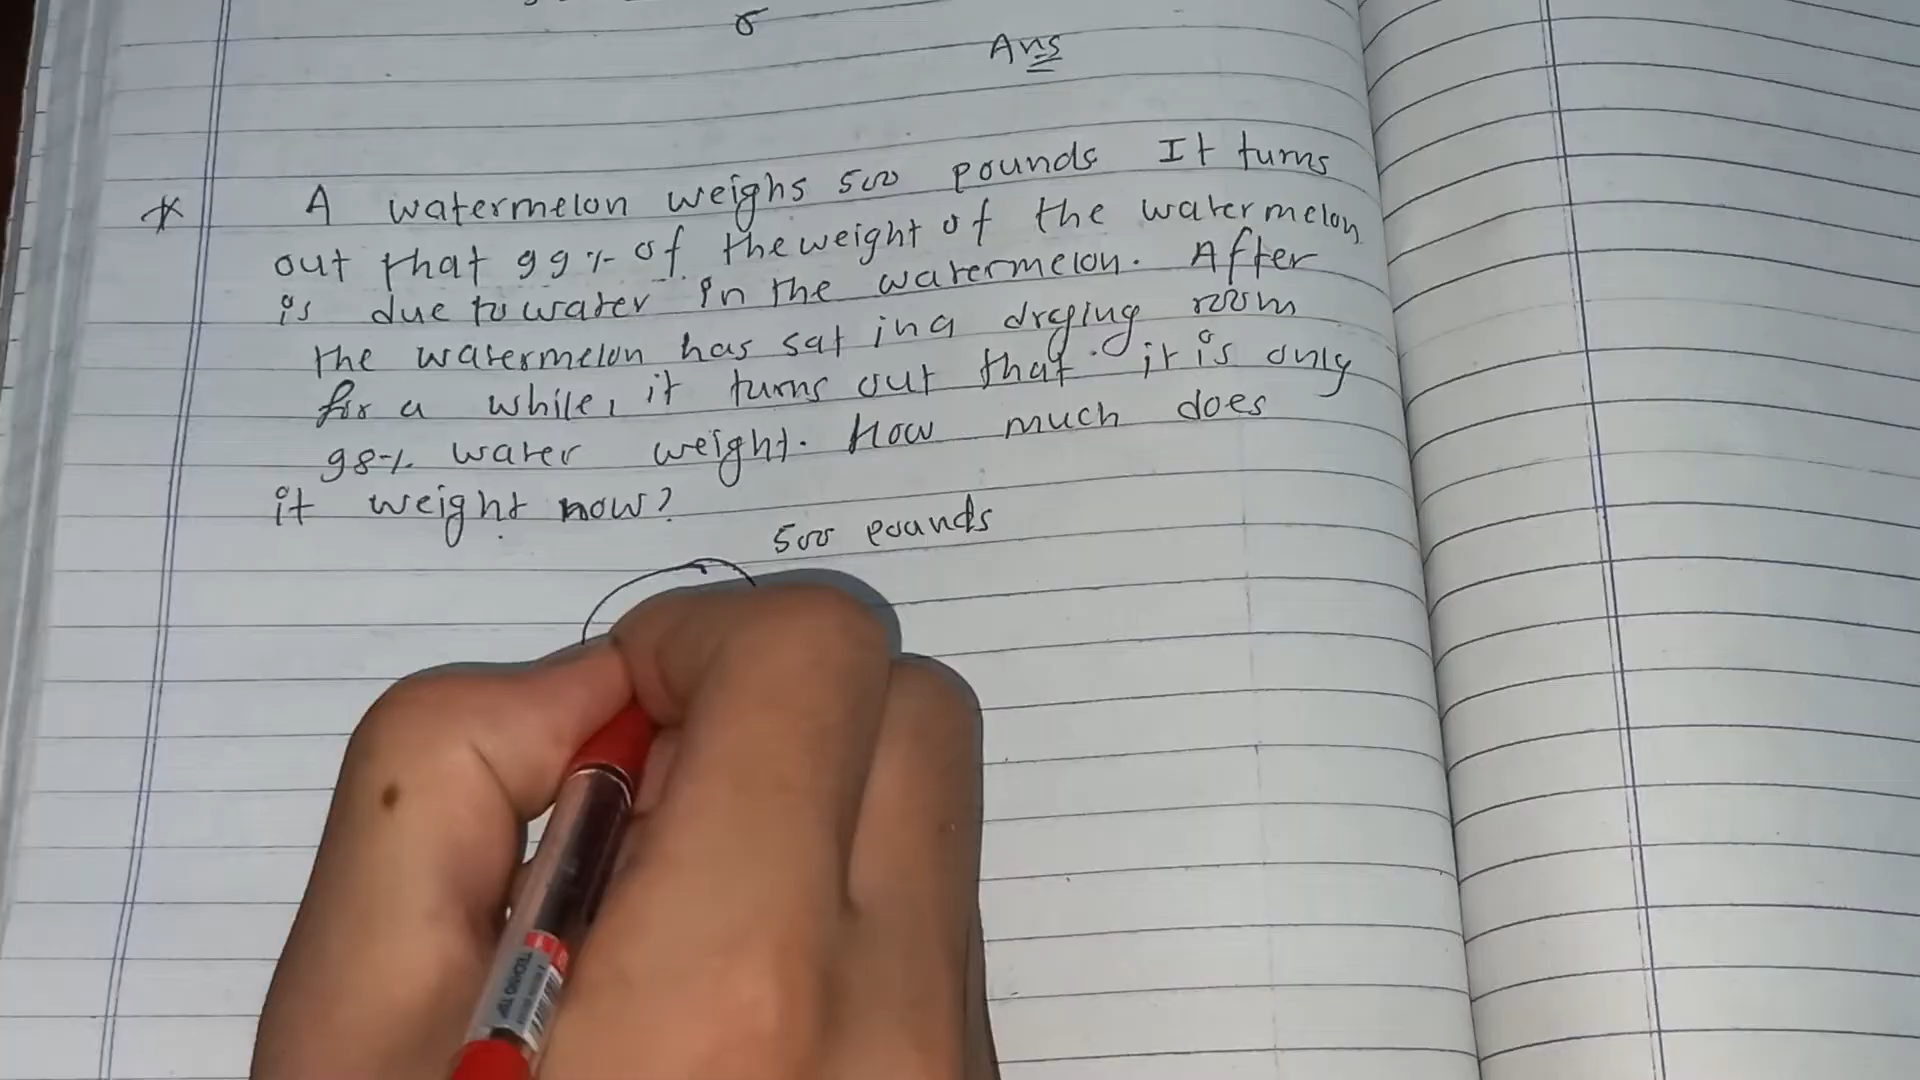 σ
Ans
* A watermelon weighs 500 pounds It turns
out that 99% of the weight of the watermelon
is due to water in the watermelon. After
the watermelon has sat in a drying room
for a while, it turns out that it is only
98% water weight. How much does
it weight now?
500 pounds
TECHNO TIP